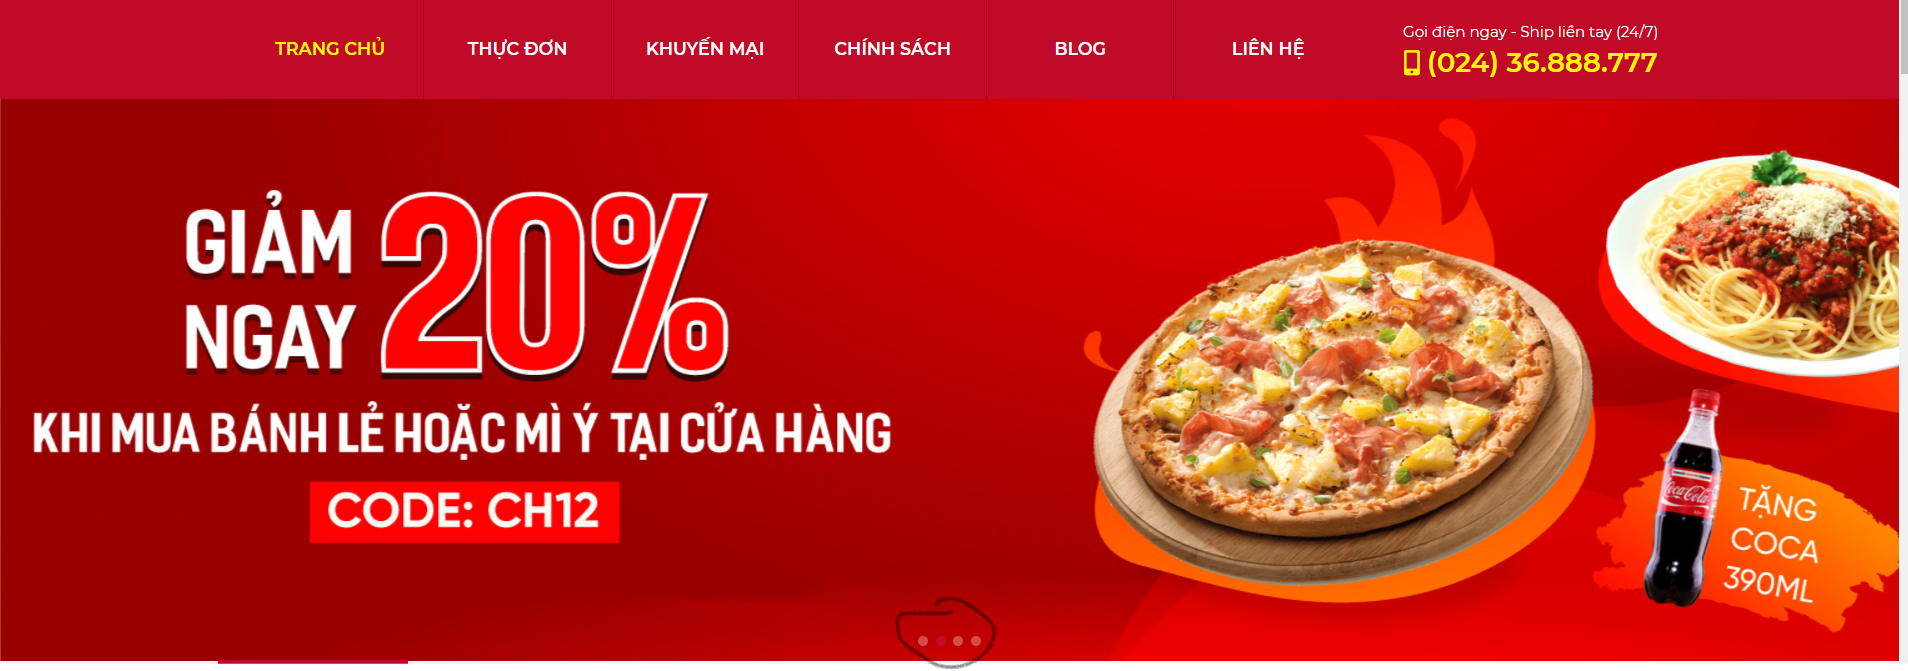 TRANG CHỦ
THỰC ĐƠN
KHUYẾN MẠI
CHÍNH SÁCH
BLOG
LIÊN HỆ
Gọi điện ngay - Ship liền tay (24/7)
(024) 36.888.777
GIẢM
NGAY
20%
KHI MUA BÁNH LẺ HOẶC MÌ Ý TẠI CỬA HÀNG
CODE: CH12
Coca-Cola
TẶNG
COCA
390ML